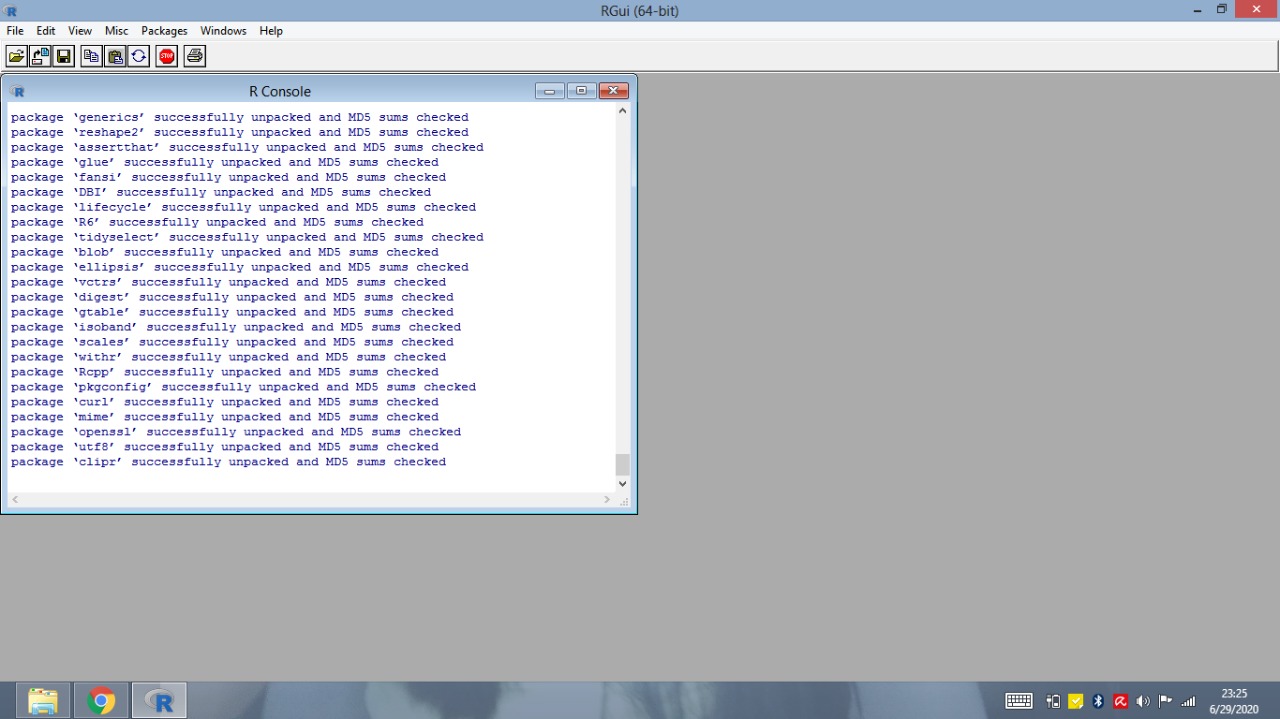 RGui (64-bit)
File Edit View Misc Packages Windows Help
STOP
R Console
package ‘generics’ successfully unpacked and MD5 sums checked
package ‘reshape2’ successfully unpacked and MD5 sums checked
package ‘assertthat’ successfully unpacked and MD5 sums checked
package ‘glue’ successfully unpacked and MD5 sums checked
package ‘fansi’ successfully unpacked and MD5 sums checked
package ‘DBI’ successfully unpacked and MD5 sums checked
package ‘lifecycle’ successfully unpacked and MD5 sums checked
package ‘R6’ successfully unpacked and MD5 sums checked
package ‘tidyselect’ successfully unpacked and MD5 sums checked
package ‘blob’ successfully unpacked and MD5 sums checked
package ‘ellipsis’ successfully unpacked and MD5 sums checked
package ‘vctrs’ successfully unpacked and MD5 sums checked
package ‘digest’ successfully unpacked and MD5 sums checked
package ‘gtable’ successfully unpacked and MD5 sums checked
package ‘isoband’ successfully unpacked and MD5 sums checked
package ‘scales’ successfully unpacked and MD5 sums checked
package ‘withr’ successfully unpacked and MD5 sums checked
package ‘Rcpp’ successfully unpacked and MD5 sums checked
package ‘pkgconfig’ successfully unpacked and MD5 sums checked
package ‘curl’ successfully unpacked and MD5 sums checked
package ‘mime’ successfully unpacked and MD5 sums checked
package ‘openssl’ successfully unpacked and MD5 sums checked
package ‘utf8’ successfully unpacked and MD5 sums checked
package ‘clipr’ successfully unpacked and MD5 sums checked
23:25
6/29/2020